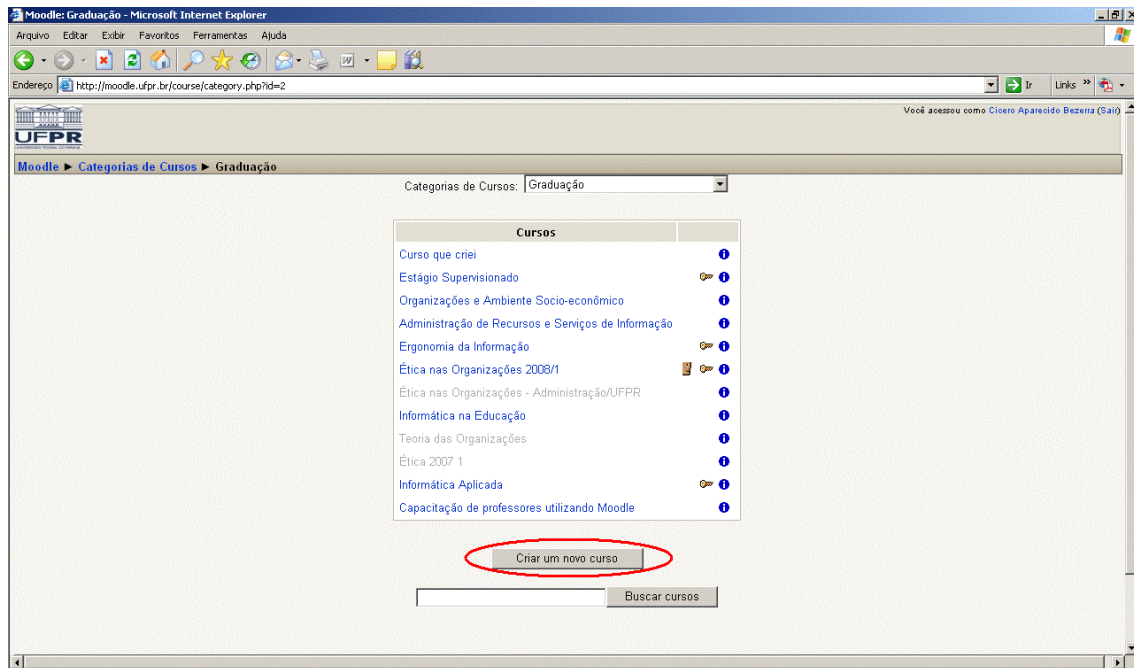 Moodle: Graduação - Microsoft Internet Explorer
Arquivo Editar Exibir Favoritos Ferramentas Ajuda
Endereço http://moodle.ufpr.br/course/category.php?id=2 Ir Links »
Você acessou como Cicero Aparecido Bezerra (Sair)
UFPR
Moodle ► Categorias de Cursos ► Graduação
Categorias de Cursos: Graduação
Cursos
Curso que criei
Estágio Supervisionado
Organizações e Ambiente Socio-econômico
Administração de Recursos e Serviços de Informação
Ergonomia da Informação
Ética nas Organizações 2008/1
Ética nas Organizações - Administração/UFPR
Informática na Educação
Teoria das Organizações
Ética 2007 1
Informática Aplicada
Capacitação de professores utilizando Moodle
Criar um novo curso
Buscar cursos